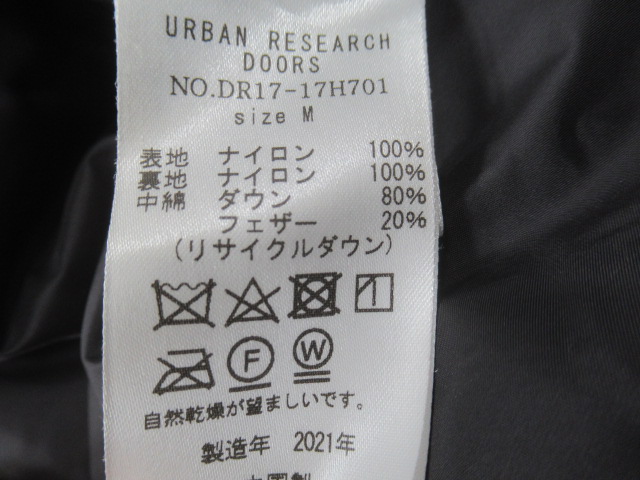 URBAN RESEARCH
DOORS
NO.DR17-17H701
size M
表地 ナイロン 100%
裏地 ナイロン 100%
中綿 ダウン 80%
フェザー 20%
(リサイクルダウン)
F W
自然乾燥が望ましいです。
製造年 2021年
中国製